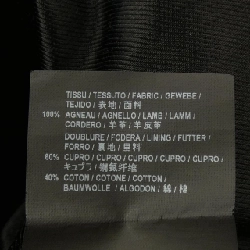 TISSU / TESSUTO / FABRIC / GEWEBE /
TEJIDO / 表地 / 面料
100% AGNEAU / AGNELLO / LAMB / LAMM /
CORDERO / 羊革 / 羊皮革
DOUBLURE / FODERA / LINING / FUTTER /
FORRO / 裏地 / 里料
60% CUPRO / CUPRO / CUPRO / CUPRO / CUPRO /
キュプラ / 铜氨纤维
40% COTON / COTONE / COTTON /
BAUMWOLLE / ALGODON / 綿 / 棉